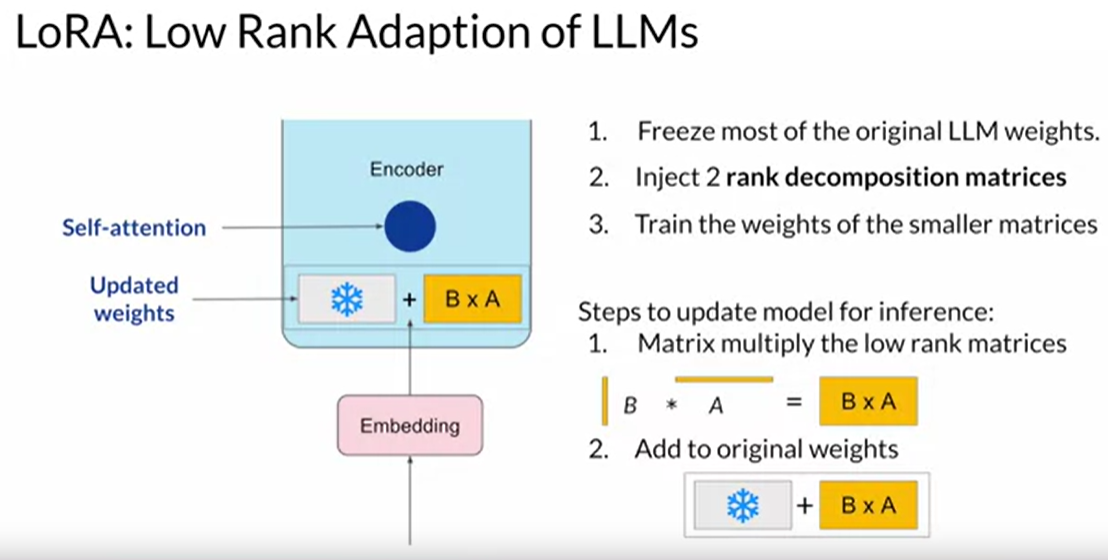 LoRA: Low Rank Adaption of LLMs
Encoder
Self-attention
Updated
weights
B x A
+
Embedding
1. Freeze most of the original LLM weights.
2. Inject 2 rank decomposition matrices
3. Train the weights of the smaller matrices
Steps to update model for inference:
1. Matrix multiply the low rank matrices
B * A = B x A
2. Add to original weights
+ B x A